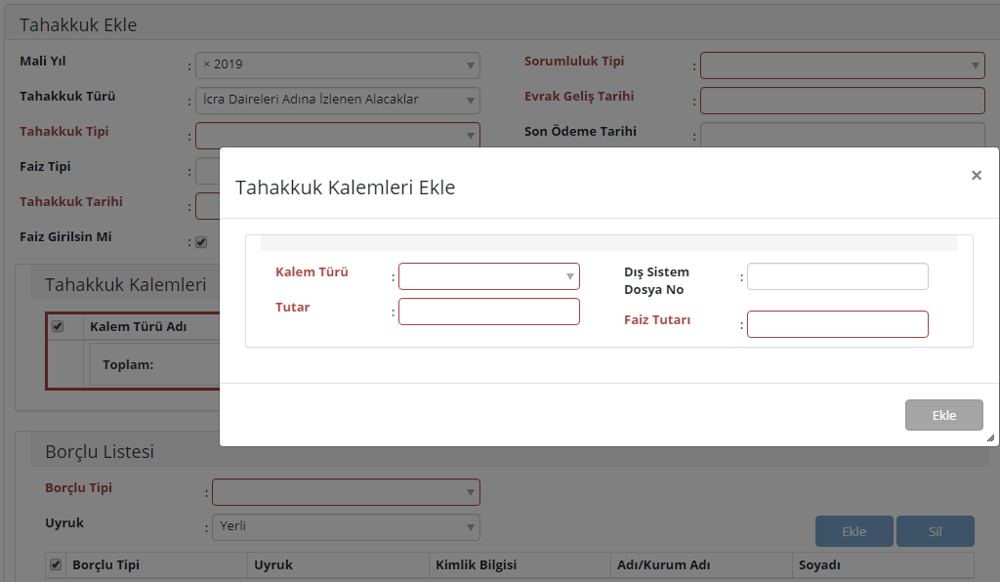 Tahakkuk Ekle
Mali Yıl : × 2019
Sorumluluk Tipi :
Tahakkuk Türü : İcra Daireleri Adına İzlenen Alacaklar
Evrak Geliş Tarihi :
Tahakkuk Tipi :
Son Ödeme Tarihi :
Faiz Tipi :
Tahakkuk Tarihi :
Faiz Girilsin Mi :
Tahakkuk Kalemleri Ekle ×
Kalem Türü :
Dış Sistem
Dosya No :
Tutar :
Faiz Tutarı :
Ekle
Tahakkuk Kalemleri
Kalem Türü Adı
Toplam:
Borçlu Listesi
Borçlu Tipi :
Uyruk : Yerli
Ekle Sil
Borçlu Tipi Uyruk Kimlik Bilgisi Adı/Kurum Adı Soyadı